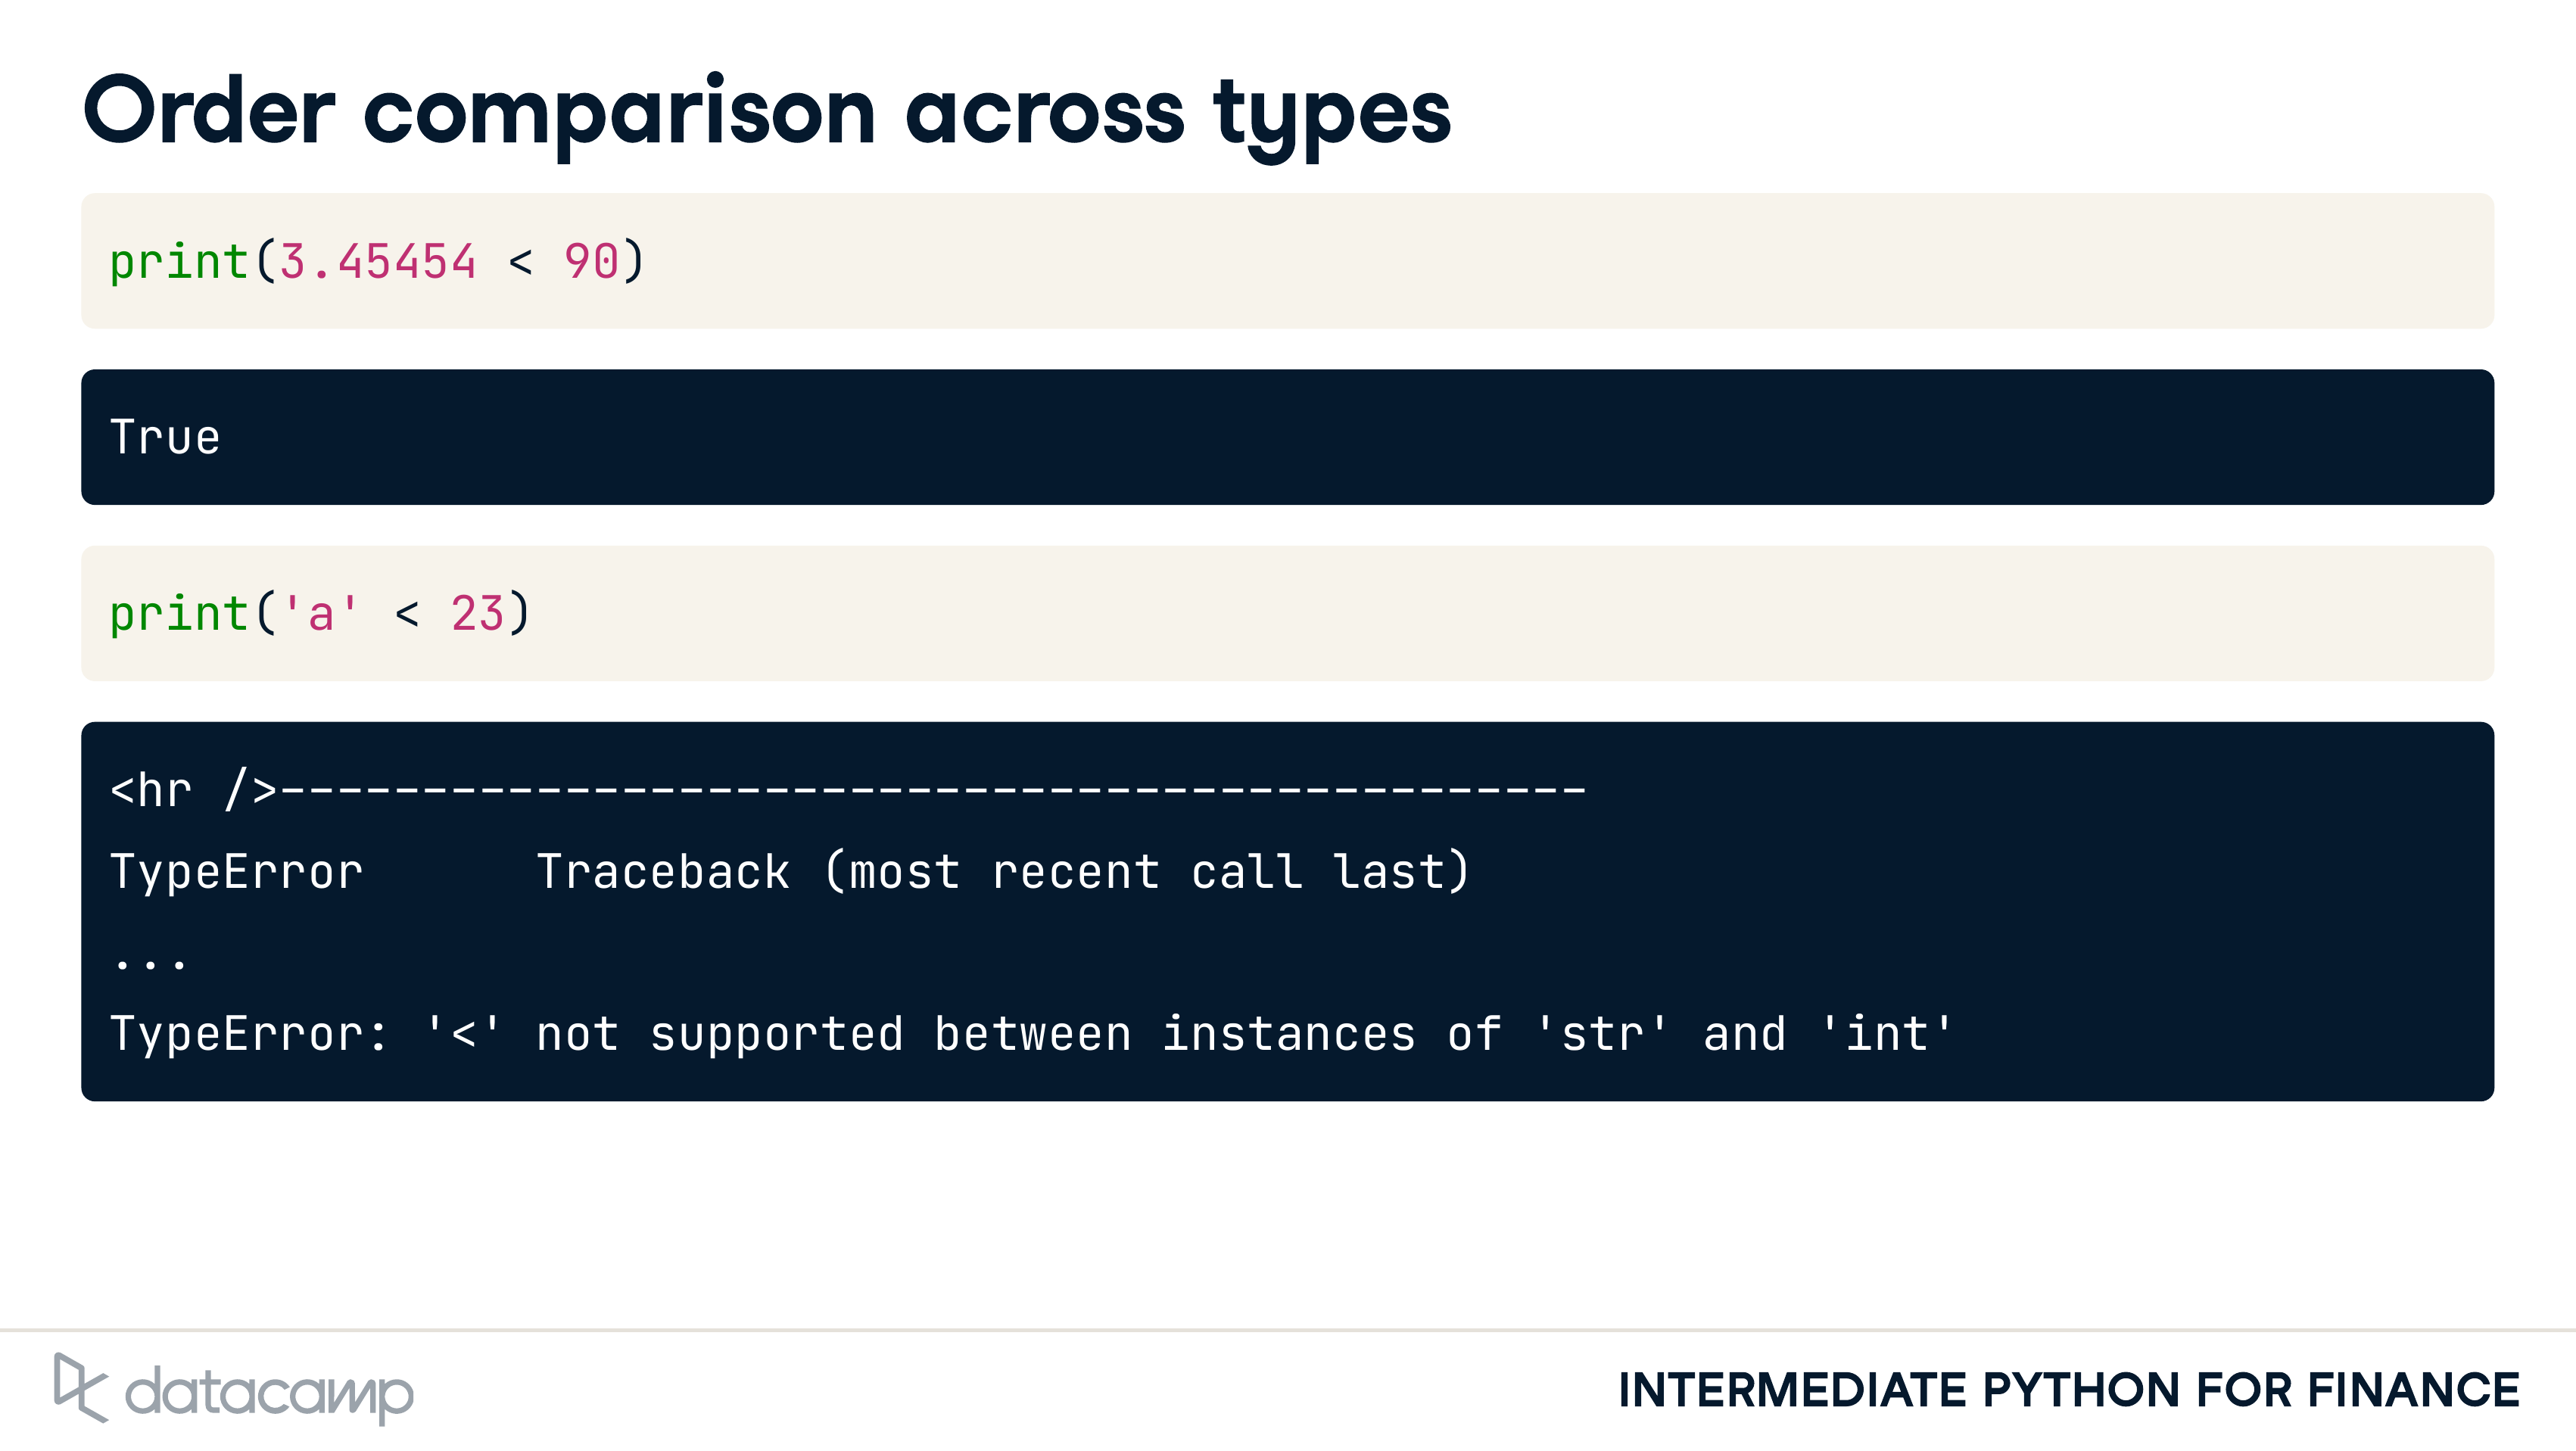 Order comparison across types
print(3.45454 < 90)
True
print('a' < 23)
<hr />----------------------------------------------
TypeError      Traceback (most recent call last)
...
TypeError: '<' not supported between instances of 'str' and 'int'
datacamp
INTERMEDIATE PYTHON FOR FINANCE